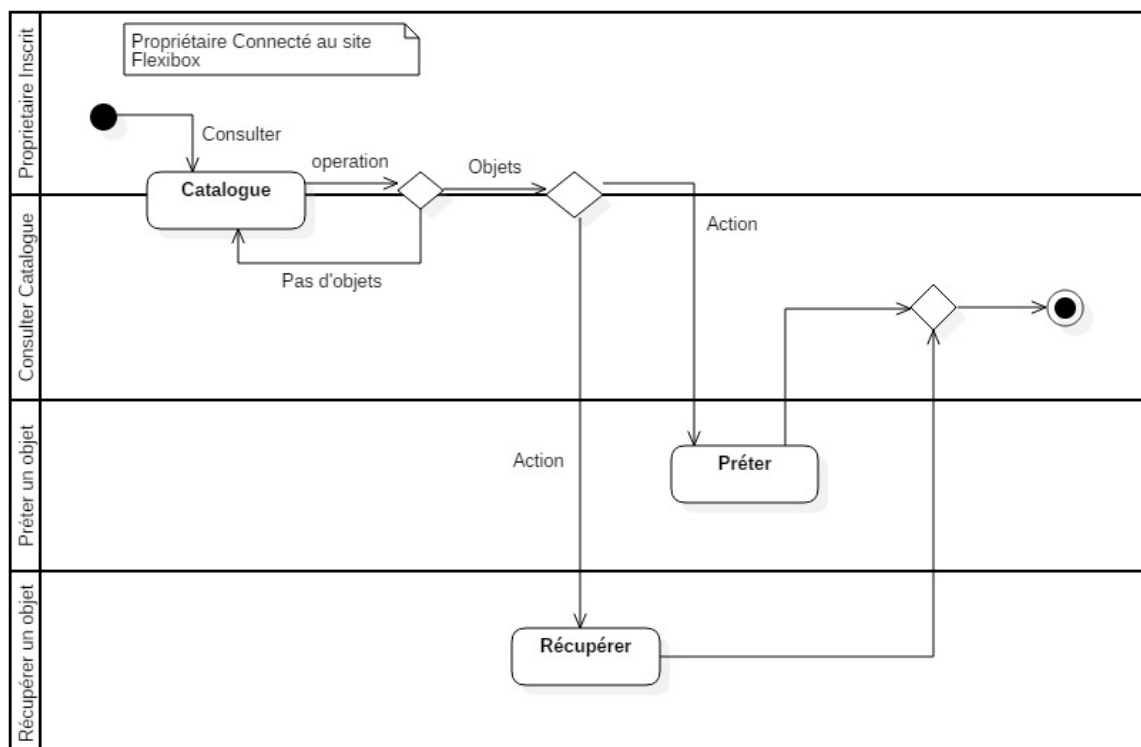 Proprietaire Inscrit
Propriétaire Connecté au site
Flexibox
Consulter
Catalogue
operation
Objets
Action
Pas d'objets
Consulter Catalogue
Préter un objet
Action
Préter
Récupérer un objet
Récupérer